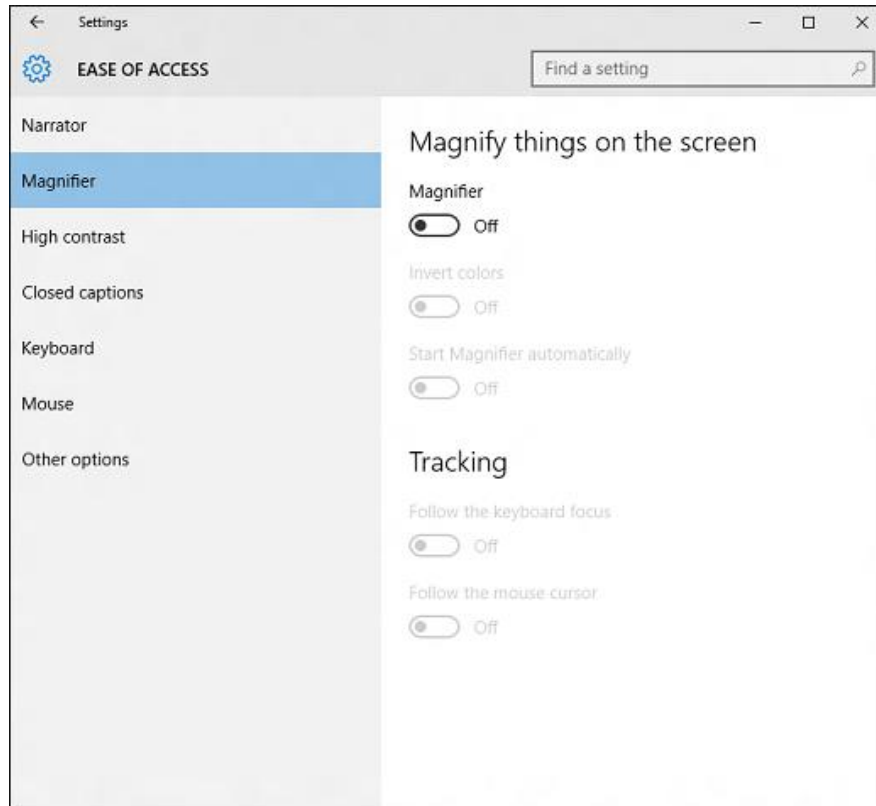 Settings
EASE OF ACCESS
Find a setting
Narrator
Magnifier
High contrast
Closed captions
Keyboard
Mouse
Other options
Magnify things on the screen
Magnifier
Off
Invert colors
Off
Start Magnifier automatically
Off
Tracking
Follow the keyboard focus
Off
Follow the mouse cursor
Off